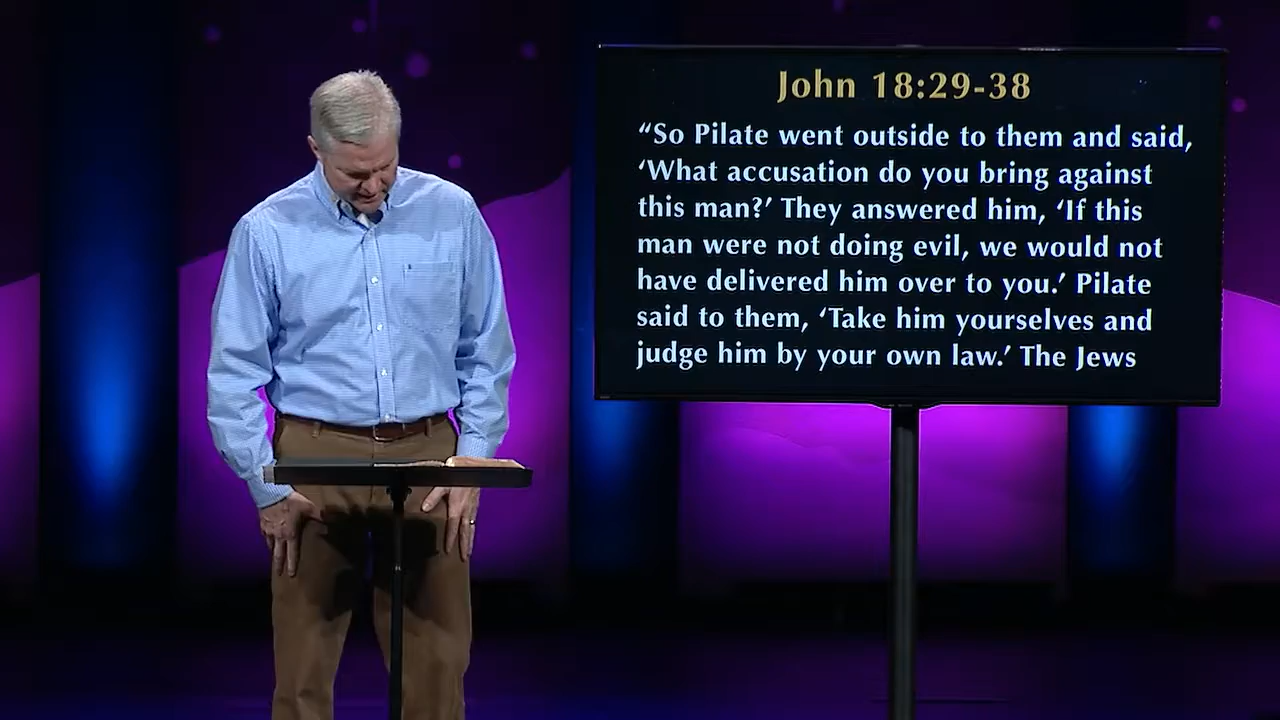 John 18:29-38
“So Pilate went outside to them and said,
‘What accusation do you bring against
this man?’ They answered him, ‘If this
man were not doing evil, we would not
have delivered him over to you.’ Pilate
said to them, ‘Take him yourselves and
judge him by your own law.’ The Jews